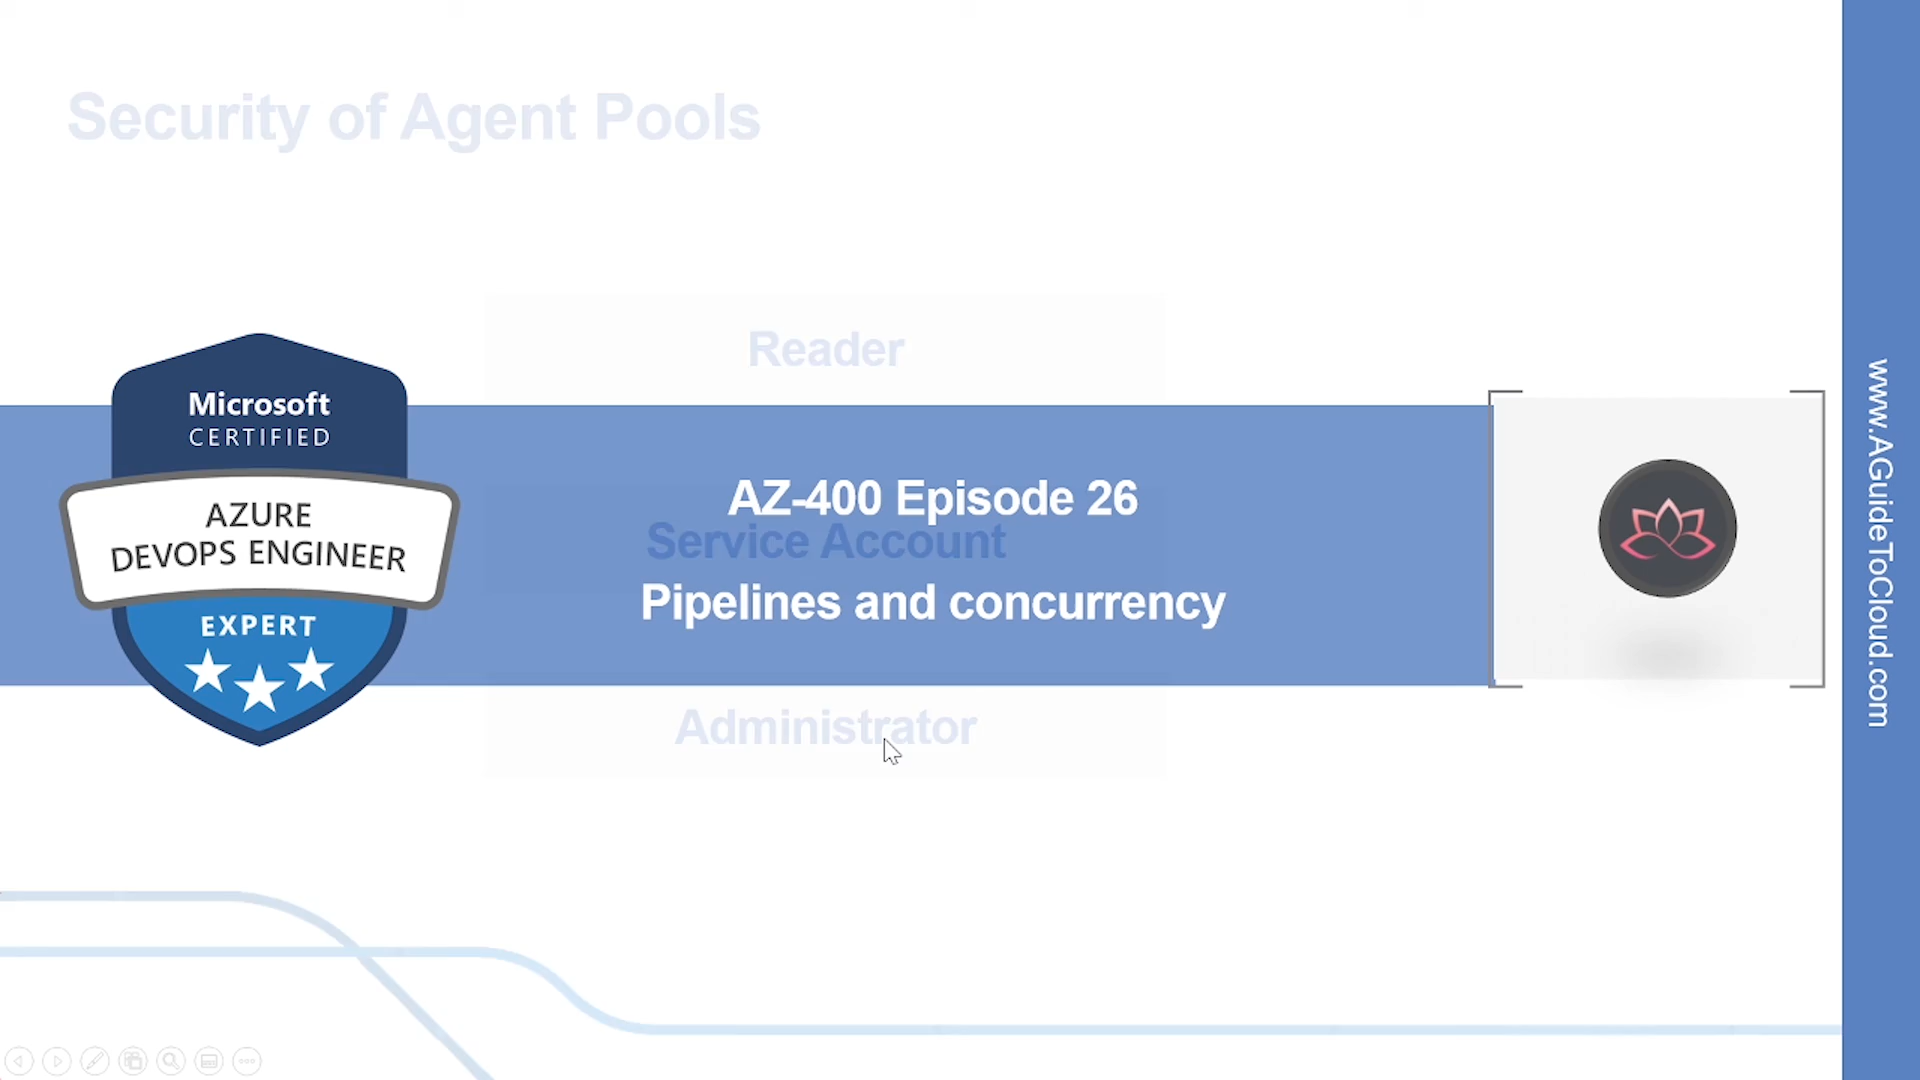 Security of Agent Pools
Reader
Microsoft
CERTIFIED
AZURE
DEVOPS ENGINEER
EXPERT
AZ-400 Episode 26
Service Account
Pipelines and concurrency
Administrator
www.AGuideToCloud.com